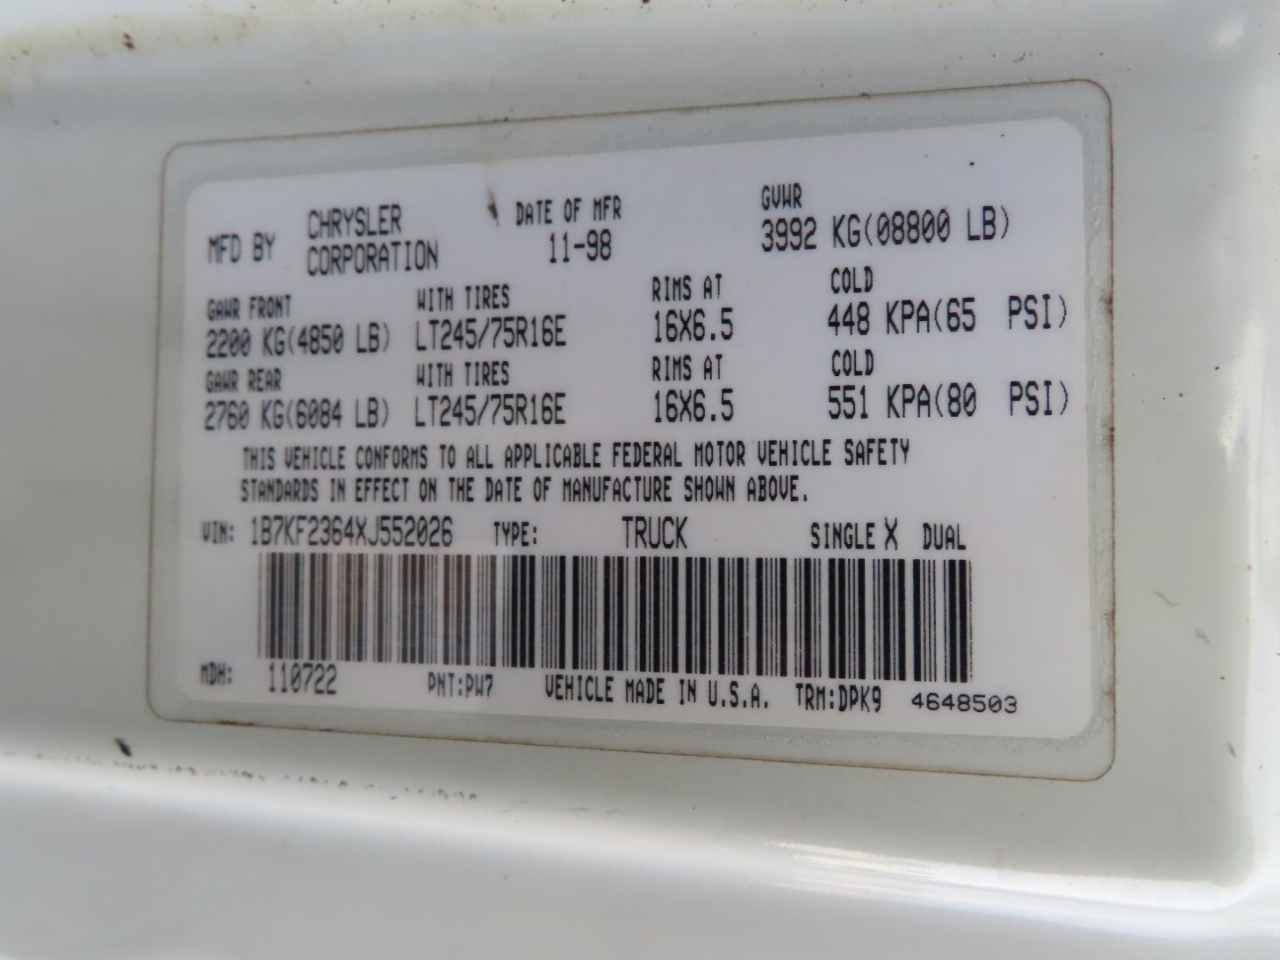 MFD BY CHRYSLER CORPORATION DATE OF MFR 11-98 GVWR 3992 KG(08800 LB)
GAWR FRONT WITH TIRES RIMS AT COLD
2200 KG(4850 LB) LT245/75R16E 16X6.5 448 KPA(65 PSI)
GAWR REAR WITH TIRES RIMS AT COLD
2760 KG(6084 LB) LT245/75R16E 16X6.5 551 KPA(80 PSI)
THIS VEHICLE CONFORMS TO ALL APPLICABLE FEDERAL MOTOR VEHICLE SAFETY
STANDARDS IN EFFECT ON THE DATE OF MANUFACTURE SHOWN ABOVE.
VIN: 1B7KF2364XJ552026 TYPE: TRUCK SINGLE X DUAL
MDH: 110722 PNT:PW7 VEHICLE MADE IN U.S.A. TRM:DPK9 4648503